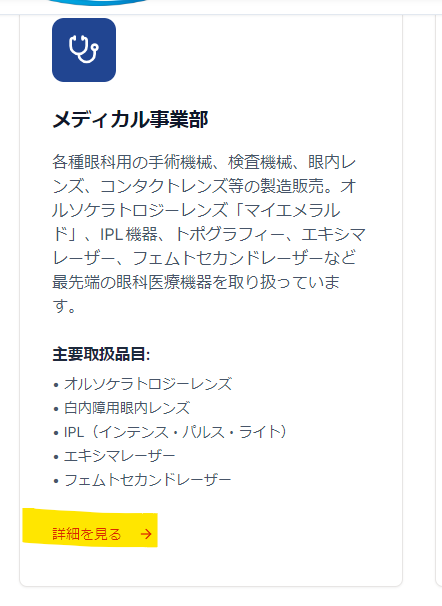 メディカル事業部
各種眼科用の手術機械、検査機械、眼内レ
ンズ、コンタクトレンズ等の製造販売。オ
ルソケラトロジーレンズ「マイエメラル
ド」、IPL機器、トポグラフィー、エキシマ
レーザー、フェムトセカンドレーザーなど
最先端の眼科医療機器を取り扱っていま
す。
主要取扱品目:
• オルソケラトロジーレンズ
• 白内障用眼内レンズ
• IPL（インテンス・パルス・ライト）
• エキシマレーザー
• フェムトセカンドレーザー
詳細を見る →